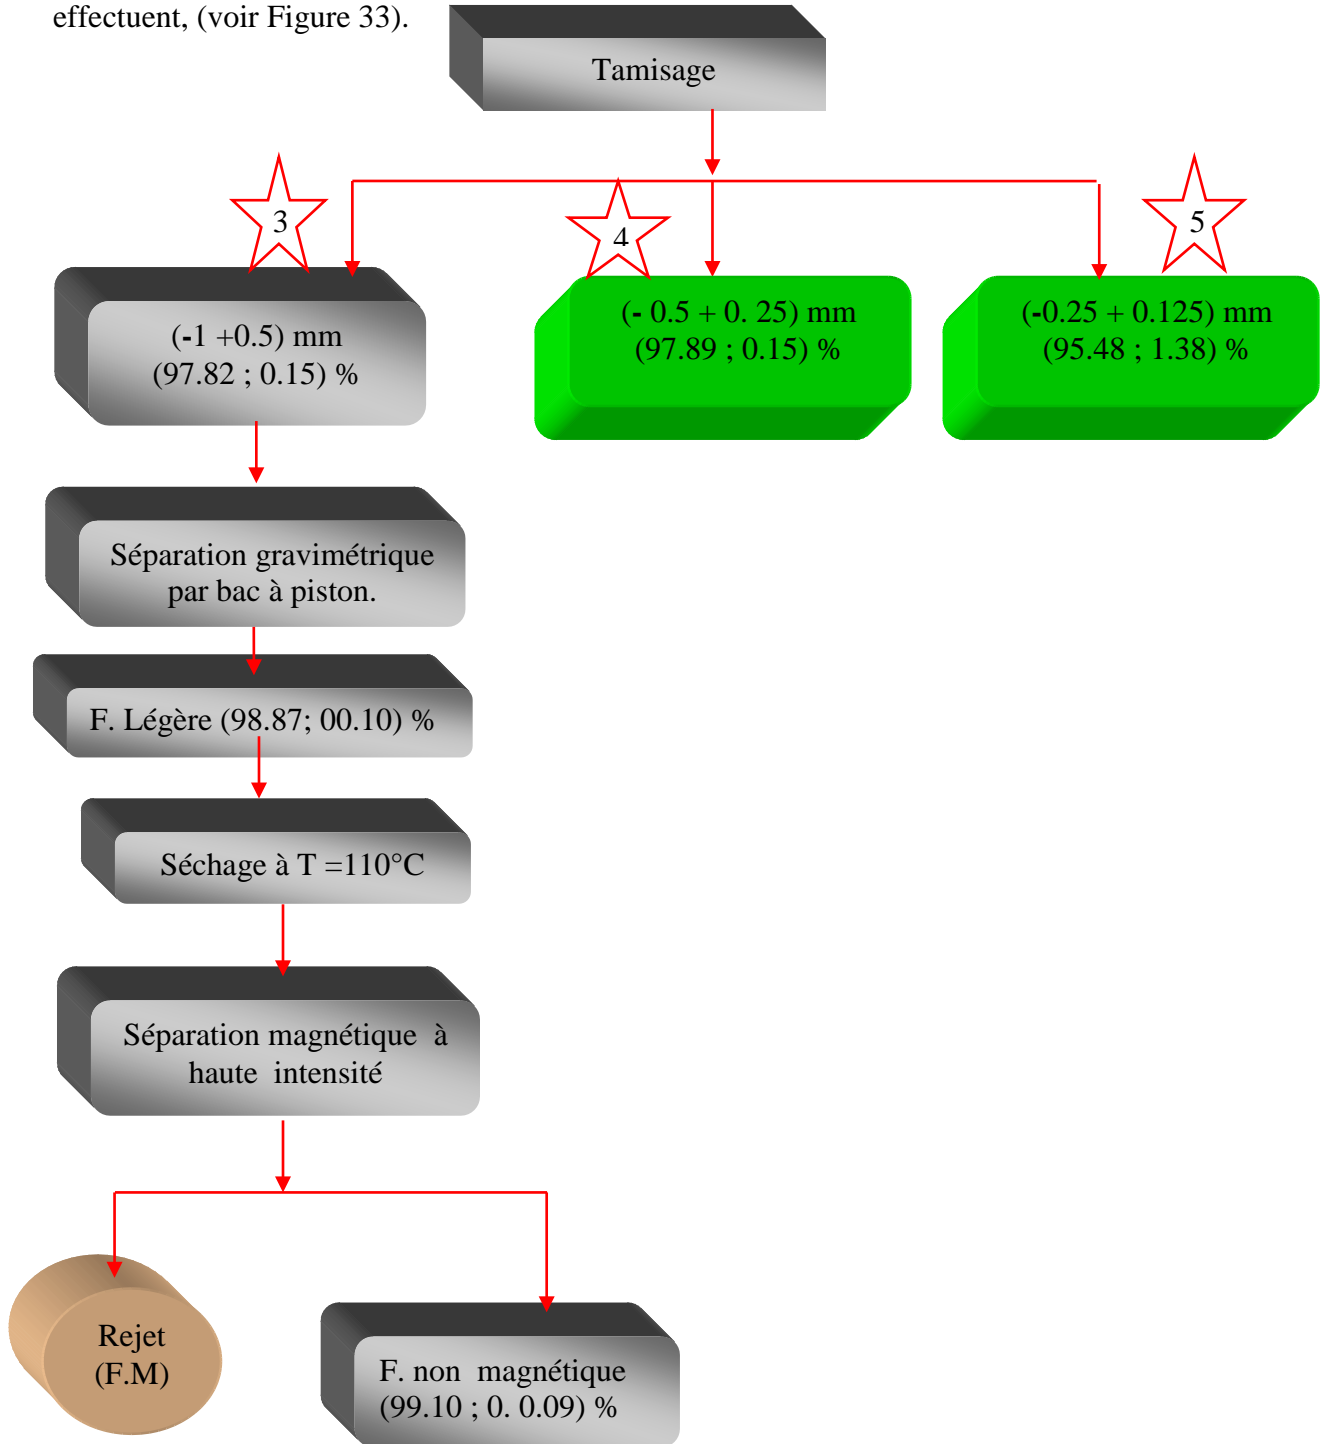 effectuent, (voir Figure 33).
Tamisage
3
4
5
(-1 +0.5) mm
(97.82 ; 0.15) %
(- 0.5 + 0. 25) mm
(97.89 ; 0.15) %
(-0.25 + 0.125) mm
(95.48 ; 1.38) %
Séparation gravimétrique
par bac à piston.
F. Légère (98.87; 00.10) %
Séchage à T =110°C
Séparation magnétique à
haute intensité
Rejet
(F.M)
F. non magnétique
(99.10 ; 0. 0.09) %